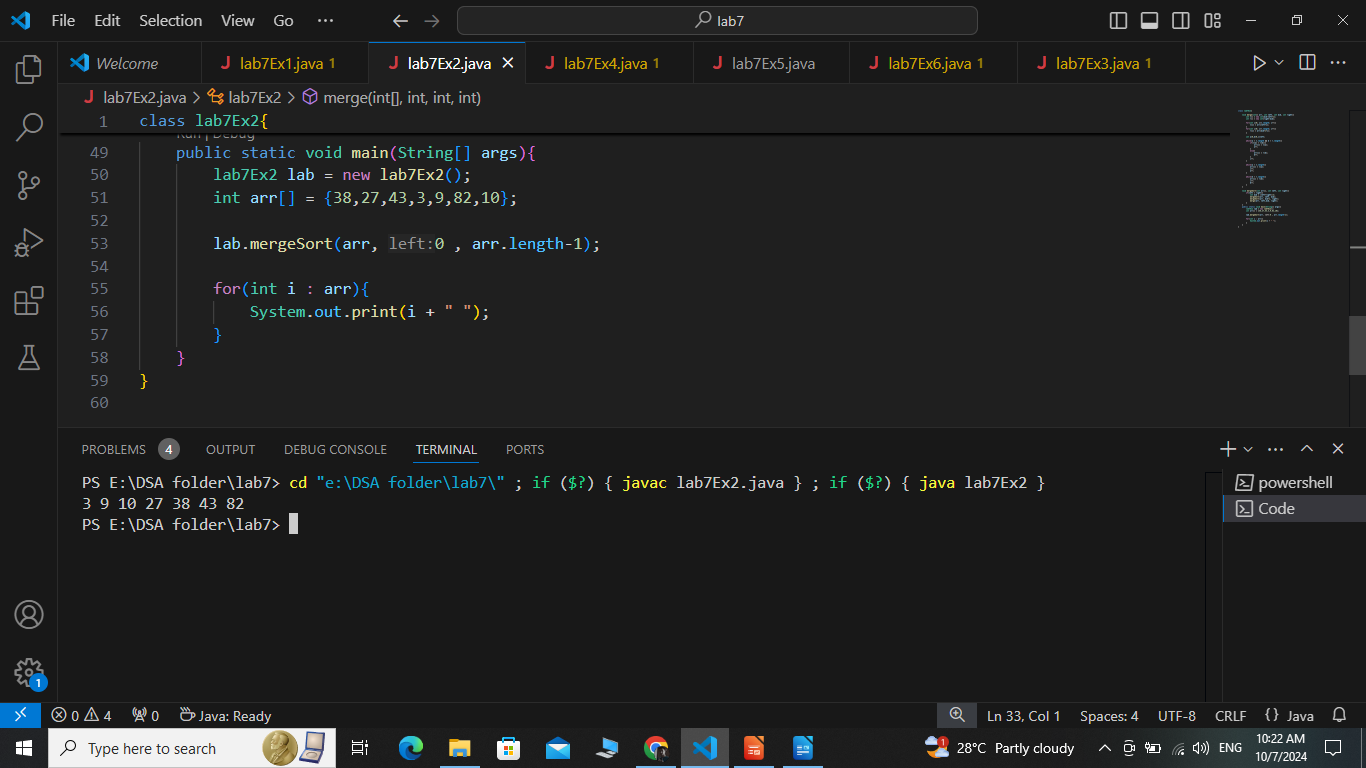 File Edit Selection View Go ··· lab7
Welcome lab7Ex1.java 1 lab7Ex2.java lab7Ex4.java 1 lab7Ex5.java lab7Ex6.java 1 lab7Ex3.java 1
lab7Ex2.java > lab7Ex2 > merge(int[], int, int, int)
1 class lab7Ex2{
Run | Debug
49 public static void main(String[] args){
50 lab7Ex2 lab = new lab7Ex2();
51 int arr[] = {38,27,43,3,9,82,10};
52
53 lab.mergeSort(arr, left:0 , arr.length-1);
54
55 for(int i : arr){
56 System.out.print(i + " ");
57 }
58 }
59 }
60
PROBLEMS 4 OUTPUT DEBUG CONSOLE TERMINAL PORTS
PS E:\DSA folder\lab7> cd "e:\DSA folder\lab7\" ; if ($?) { javac lab7Ex2.java } ; if ($?) { java lab7Ex2 }
3 9 10 27 38 43 82
PS E:\DSA folder\lab7>
powershell
Code
1
0 4 0 Java: Ready Ln 33, Col 1 Spaces: 4 UTF-8 CRLF {} Java
Type here to search 1 28°C Partly cloudy ENG 10:22 AM
10/7/2024